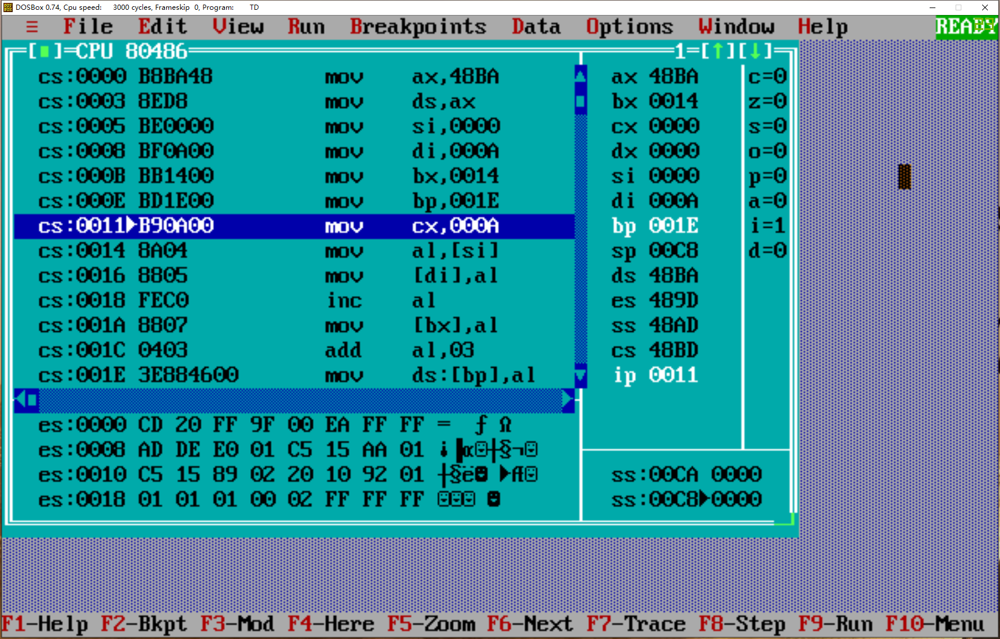 DOSBox 0.74, Cpu speed: 3000 cycles, Frameskip 0, Program: TD
≡ File Edit View Run Breakpoints Data Options Window Help READY
[■]=CPU 80486 1=[↑][↓]
cs:0000 B8BA48 mov ax,48BA ax 48BA c=0
cs:0003 8ED8 mov ds,ax bx 0014 z=0
cs:0005 BE0000 mov si,0000 cx 0000 s=0
cs:0008 BF0A00 mov di,000A dx 0000 o=0
cs:000B BB1400 mov bx,0014 si 0000 p=0
cs:000E BD1E00 mov bp,001E di 000A a=0
cs:0011►B90A00 mov cx,000A bp 001E i=1
cs:0014 8A04 mov al,[si] sp 00C8 d=0
cs:0016 8805 mov [di],al ds 48BA
cs:0018 FEC0 inc al es 489D
cs:001A 8807 mov [bx],al ss 48AD
cs:001C 0403 add al,03 cs 48BD
cs:001E 3E884600 mov ds:[bp],al ip 0011
es:0000 CD 20 FF 9F 00 EA FF FF = ƒ Ω
es:0008 AD DE E0 01 C5 15 AA 01 ¡▐α☺┼§¬☺
es:0010 C5 15 89 02 20 10 92 01 ┼§ë☻ ►Æ☺ ss:00CA 0000
es:0018 01 01 01 00 02 FF FF FF ☺☺☺ ☻ ss:00C8►0000
F1-Help F2-Bkpt F3-Mod F4-Here F5-Zoom F6-Next F7-Trace F8-Step F9-Run F10-Menu